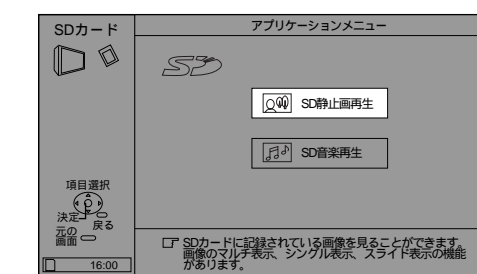 SDカード
アプリケーションメニュー
SD
SD静止画再生
SD音楽再生
項目選択
決定
戻る
元の
画面
16:00
SDカードに記録されている画像を見ることができます。
画像のマルチ表示、シングル表示、スライド表示の機能
があります。